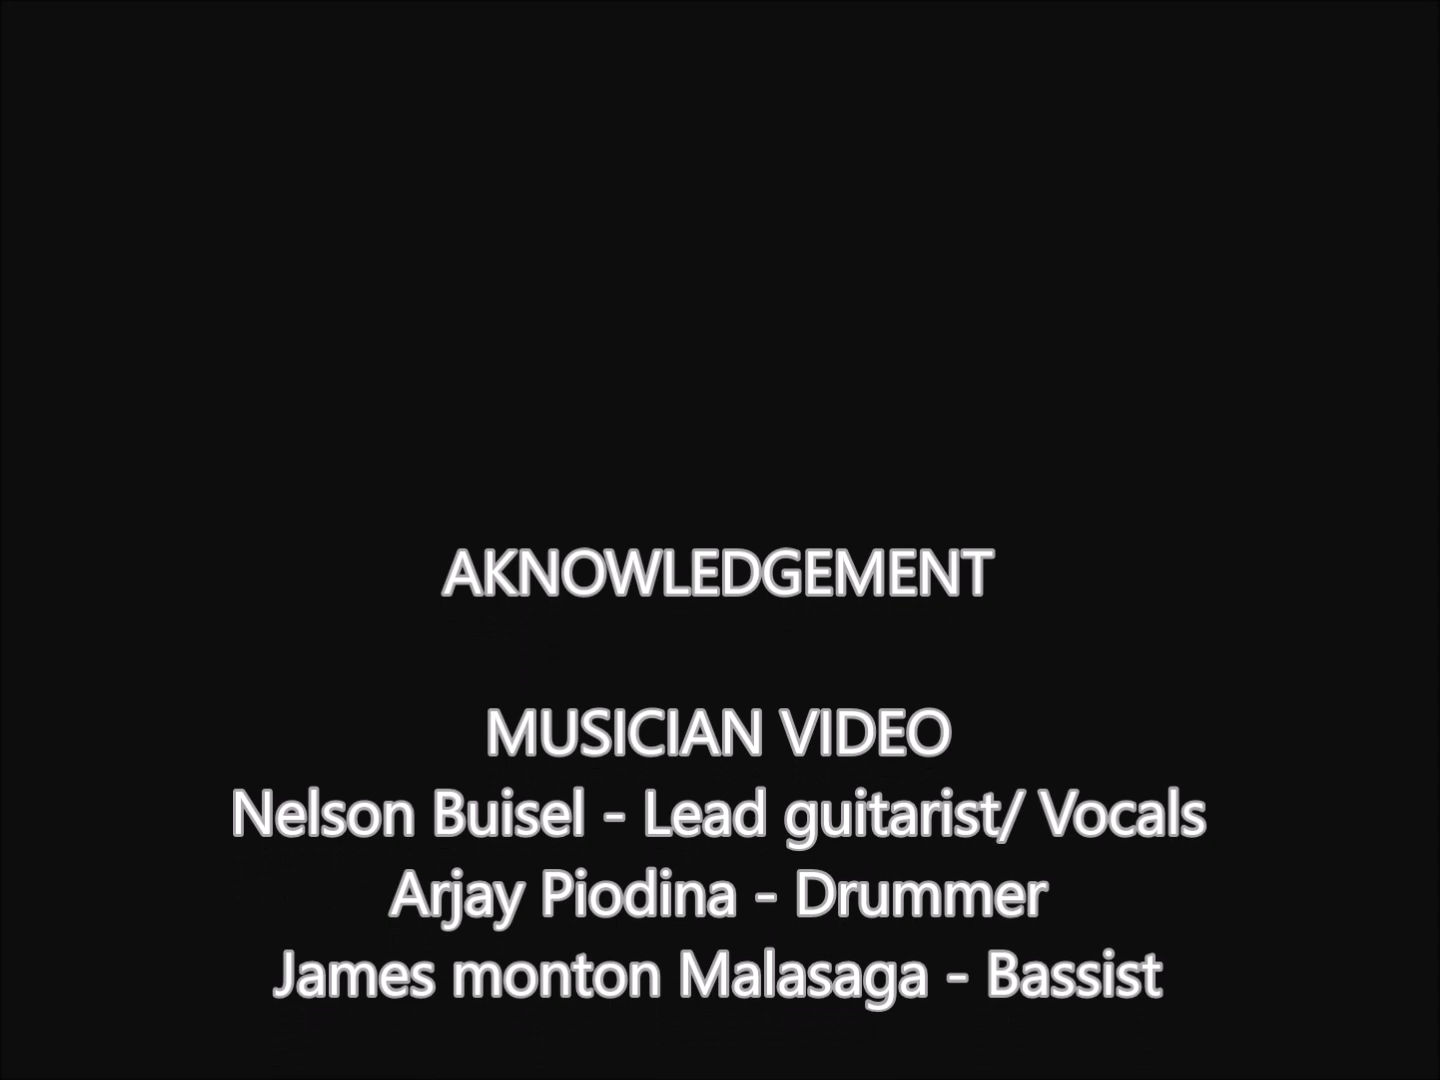 AKNOWLEDGEMENT
MUSICIAN VIDEO
Nelson Buisel - Lead guitarist/ Vocals
Arjay Piodina - Drummer
James monton Malasaga - Bassist